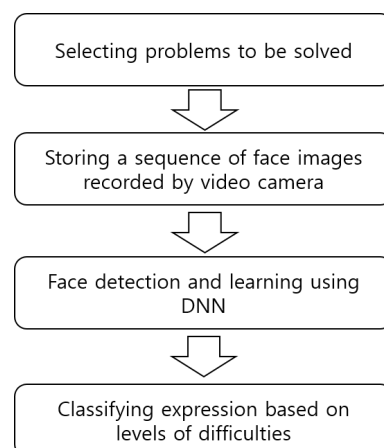 Selecting problems to be solved
Storing a sequence of face images
recorded by video camera
Face detection and learning using
DNN
Classifying expression based on
levels of difficulties